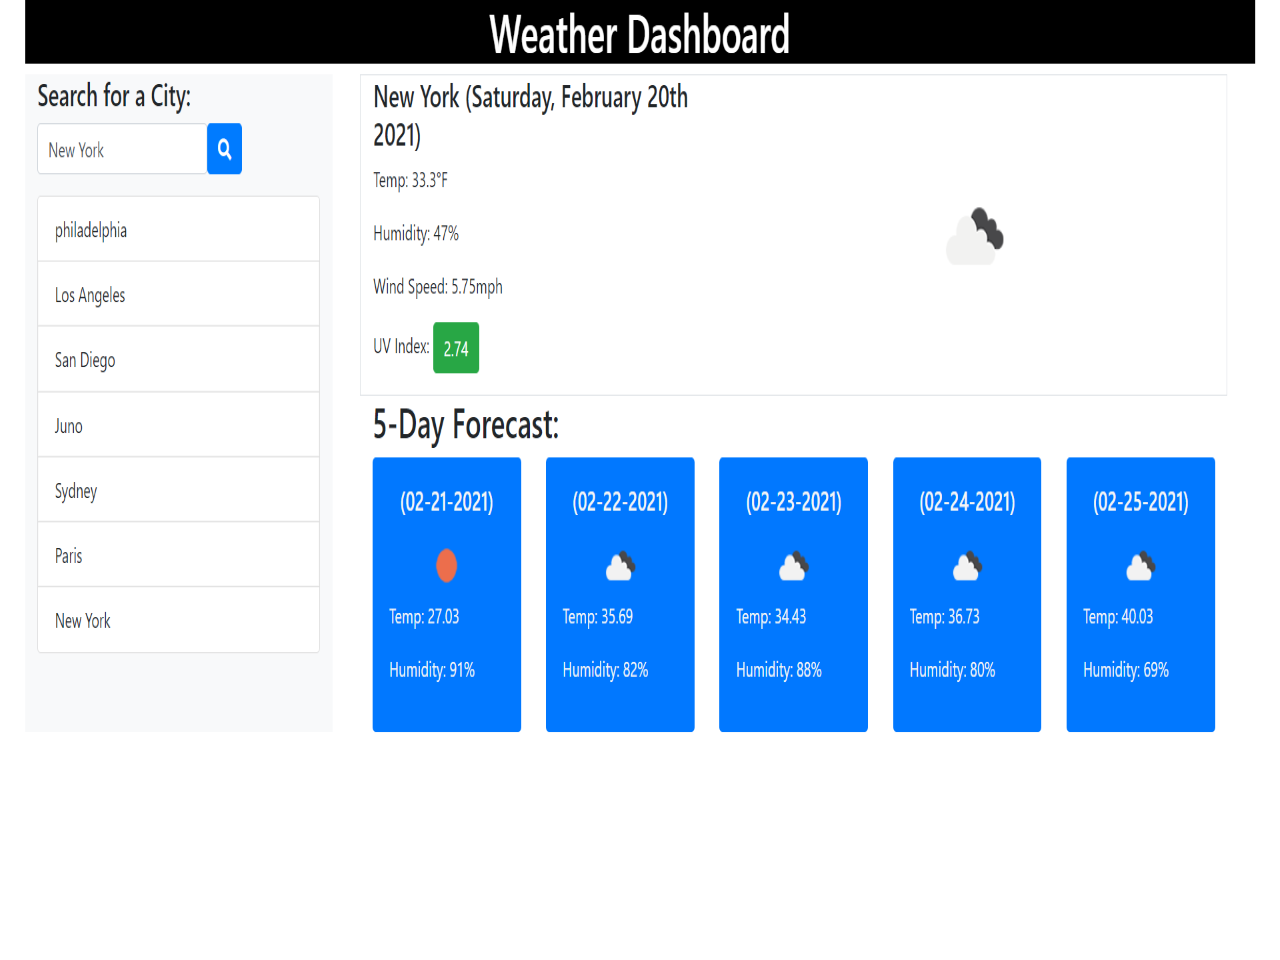 Weather Dashboard
Search for a City:
New York
philadelphia
Los Angeles
San Diego
Juno
Sydney
Paris
New York
New York (Saturday, February 20th
2021)
Temp: 33.3°F
Humidity: 47%
Wind Speed: 5.75mph
UV Index: 2.74
5-Day Forecast:
(02-21-2021)
Temp: 27.03
Humidity: 91%
(02-22-2021)
Temp: 35.69
Humidity: 82%
(02-23-2021)
Temp: 34.43
Humidity: 88%
(02-24-2021)
Temp: 36.73
Humidity: 80%
(02-25-2021)
Temp: 40.03
Humidity: 69%